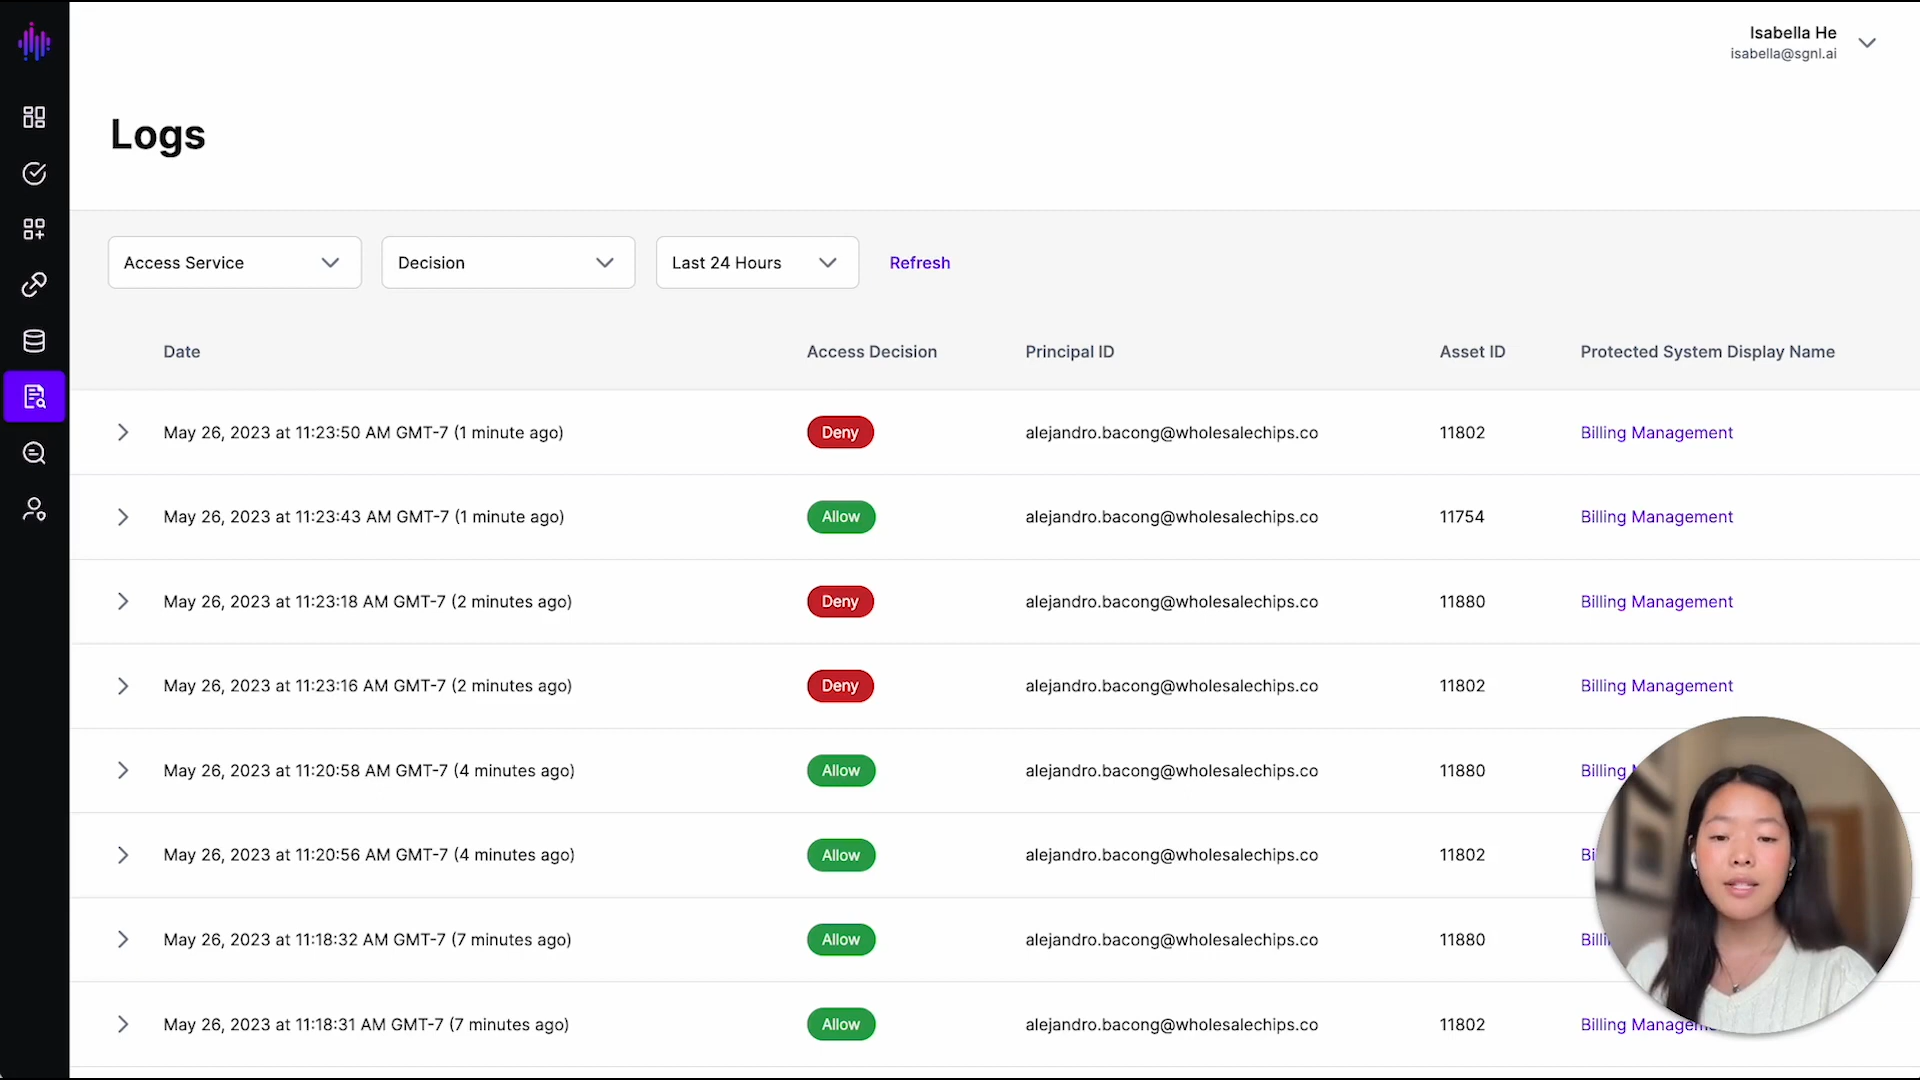 Isabella He
isabella@sgnl.ai
Logs
Access Service Decision Last 24 Hours Refresh
Date Access Decision Principal ID Asset ID Protected System Display Name
May 26, 2023 at 11:23:50 AM GMT-7 (1 minute ago) Deny alejandro.bacong@wholesalechips.co 11802 Billing Management
May 26, 2023 at 11:23:43 AM GMT-7 (1 minute ago) Allow alejandro.bacong@wholesalechips.co 11754 Billing Management
May 26, 2023 at 11:23:18 AM GMT-7 (2 minutes ago) Deny alejandro.bacong@wholesalechips.co 11880 Billing Management
May 26, 2023 at 11:23:16 AM GMT-7 (2 minutes ago) Deny alejandro.bacong@wholesalechips.co 11802 Billing Management
May 26, 2023 at 11:20:58 AM GMT-7 (4 minutes ago) Allow alejandro.bacong@wholesalechips.co 11880 Billing
May 26, 2023 at 11:20:56 AM GMT-7 (4 minutes ago) Allow alejandro.bacong@wholesalechips.co 11802
May 26, 2023 at 11:18:32 AM GMT-7 (7 minutes ago) Allow alejandro.bacong@wholesalechips.co 11880
May 26, 2023 at 11:18:31 AM GMT-7 (7 minutes ago) Allow alejandro.bacong@wholesalechips.co 11802 Billing